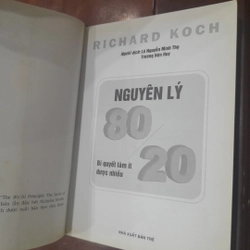 RICHARD KOCH
Người dịch: Lê Nguyễn Minh Thọ
Trương Hớn Huy
NGUYÊN LÝ
80
20
Bí quyết làm ít
được nhiều
NHÀ XUẤT BẢN TRẺ